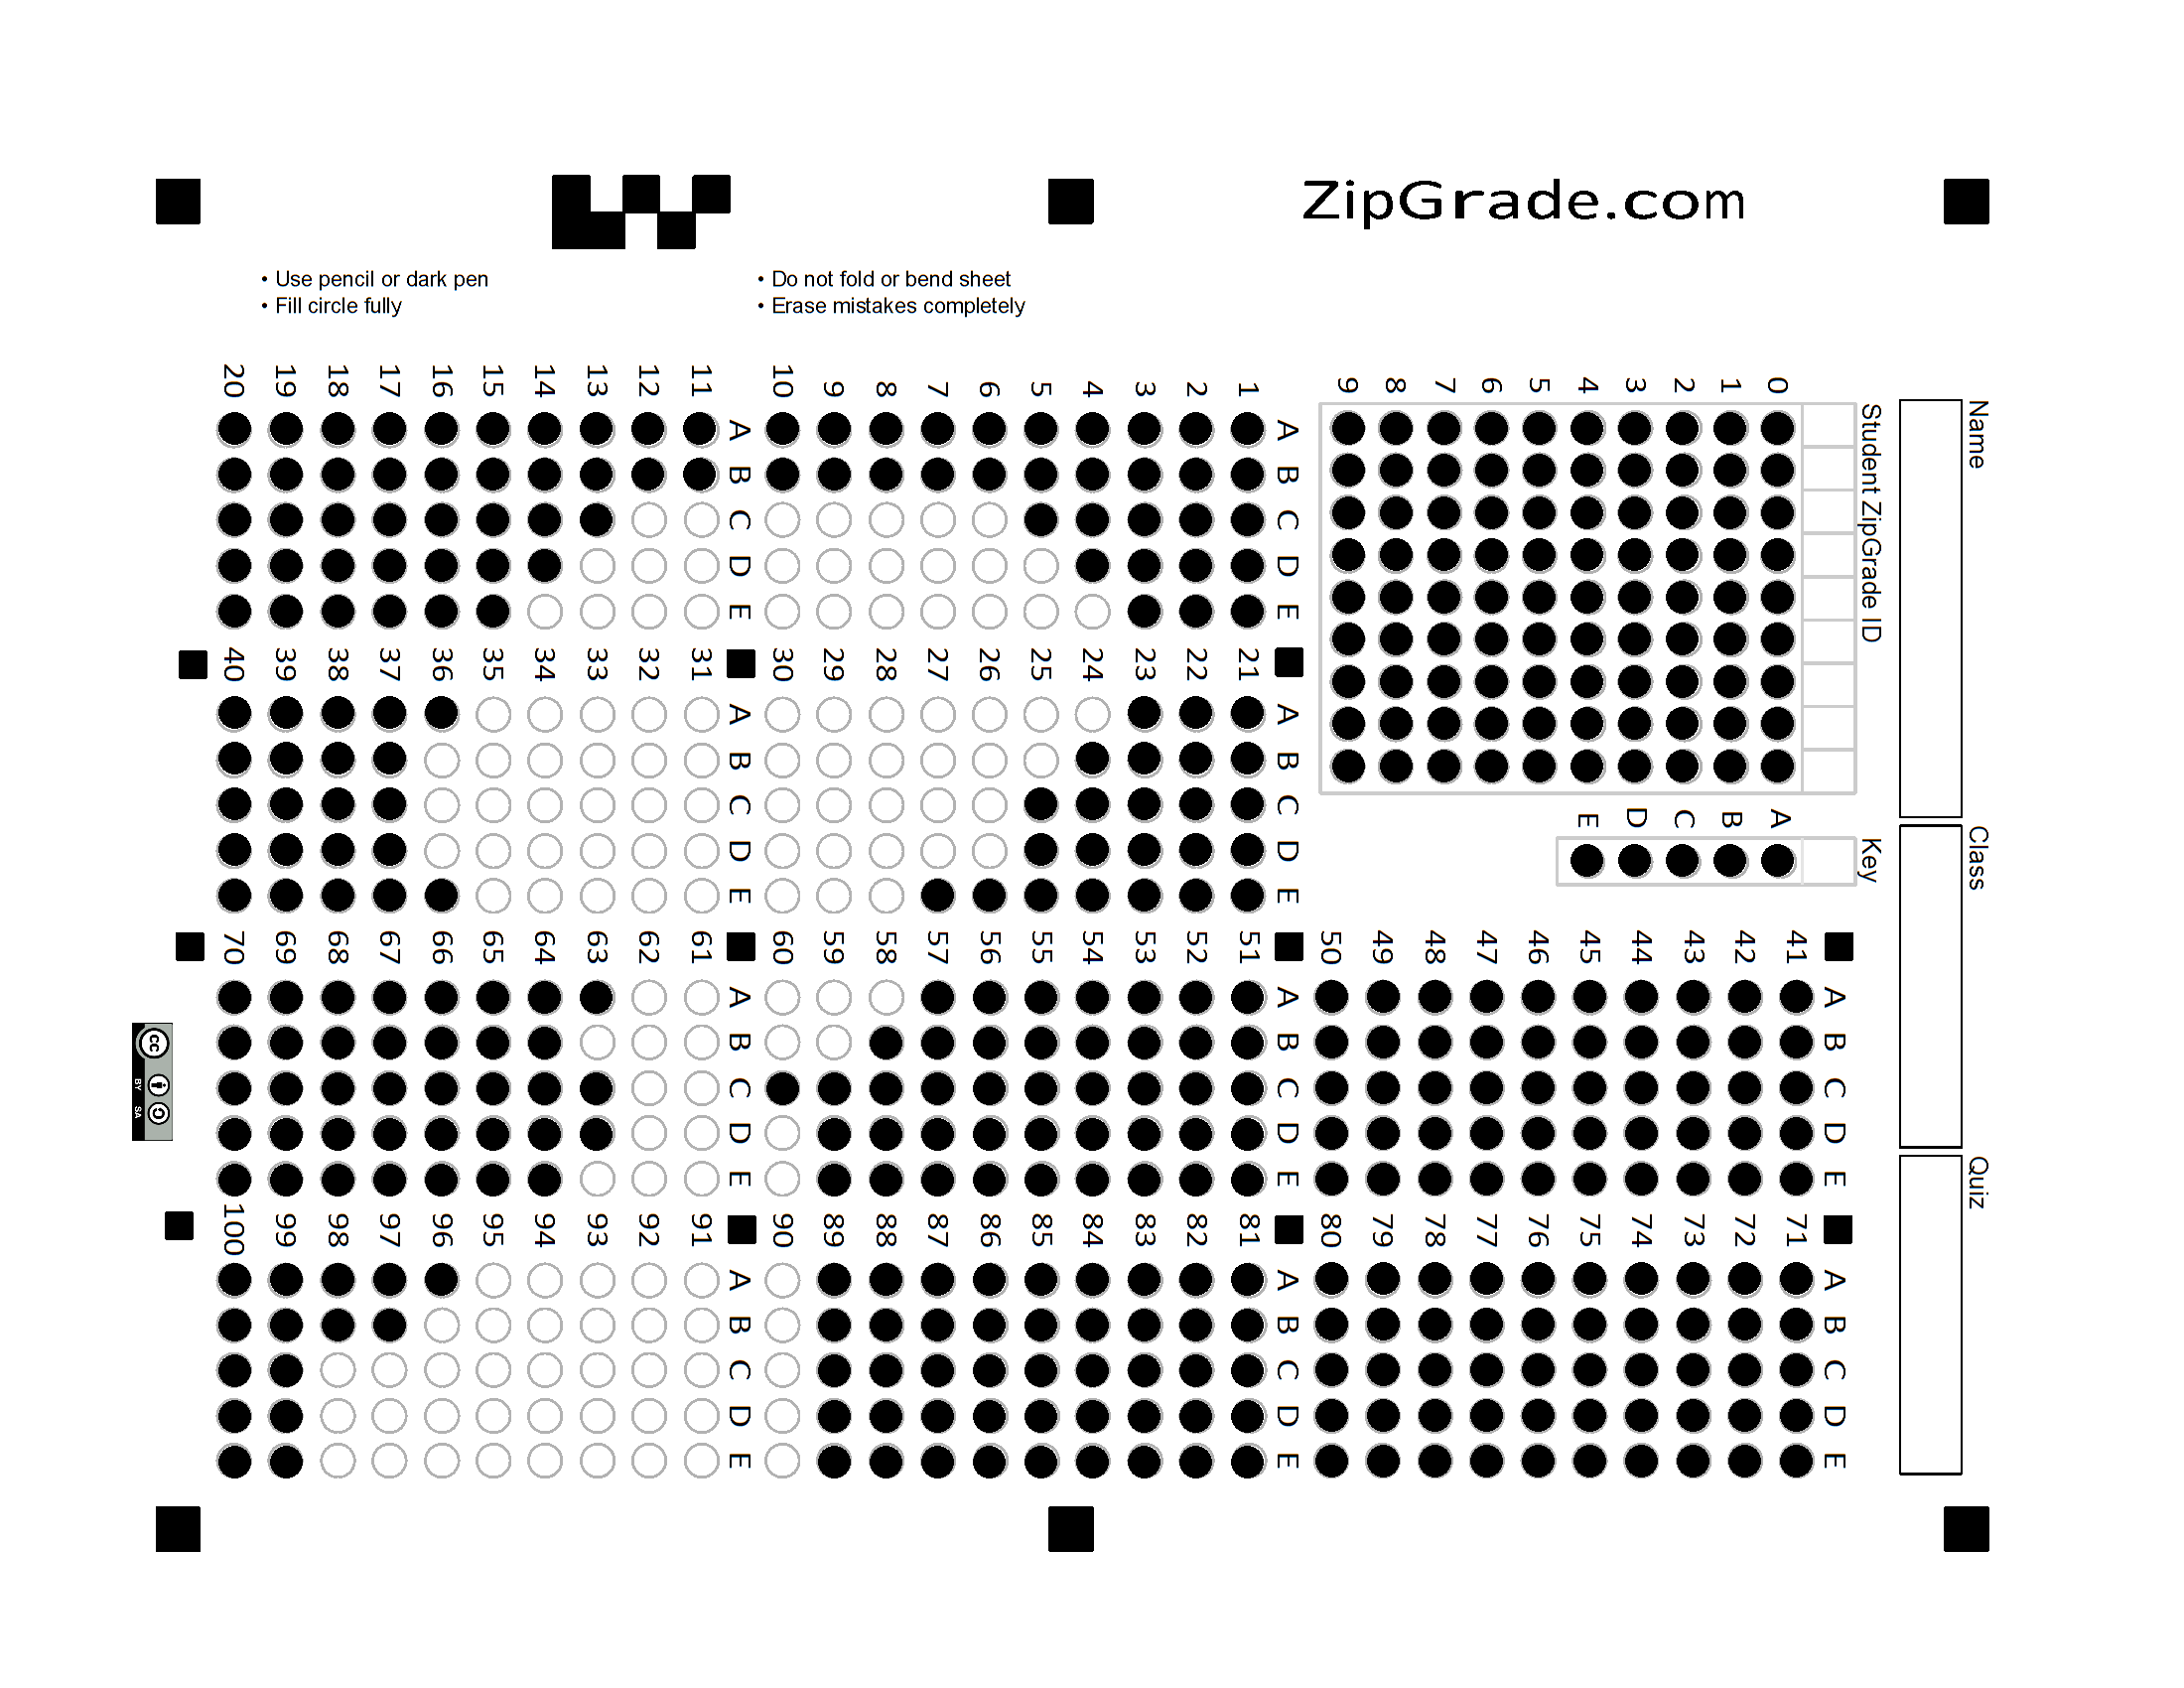 ZipGrade.com
• Use pencil or dark pen
• Fill circle fully
• Do not fold or bend sheet
• Erase mistakes completely
Name
Class
Quiz
Student ZipGrade ID
0 1 2 3 4 5 6 7 8 9
Key
A B C D E
A B C D E
1 2 3 4 5 6 7 8 9 10
A B C D E
11 12 13 14 15 16 17 18 19 20
A B C D E
21 22 23 24 25 26 27 28 29 30
A B C D E
31 32 33 34 35 36 37 38 39 40
A B C D E
41 42 43 44 45 46 47 48 49 50
A B C D E
51 52 53 54 55 56 57 58 59 60
A B C D E
61 62 63 64 65 66 67 68 69 70
A B C D E
71 72 73 74 75 76 77 78 79 80
A B C D E
81 82 83 84 85 86 87 88 89 90
A B C D E
91 92 93 94 95 96 97 98 99 100
cc
BY SA